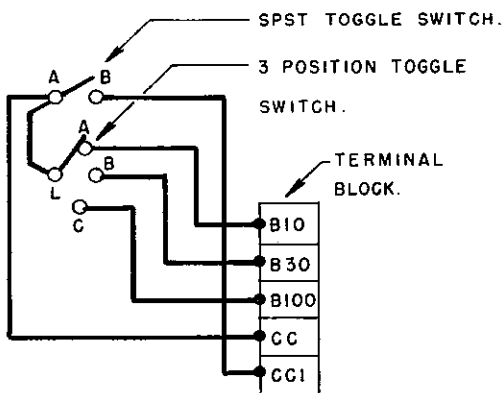 SPST TOGGLE SWITCH.
A B
3 POSITION TOGGLE
SWITCH.
A
B
L
C
TERMINAL
BLOCK.
B10
B30
B100
CC
CC1